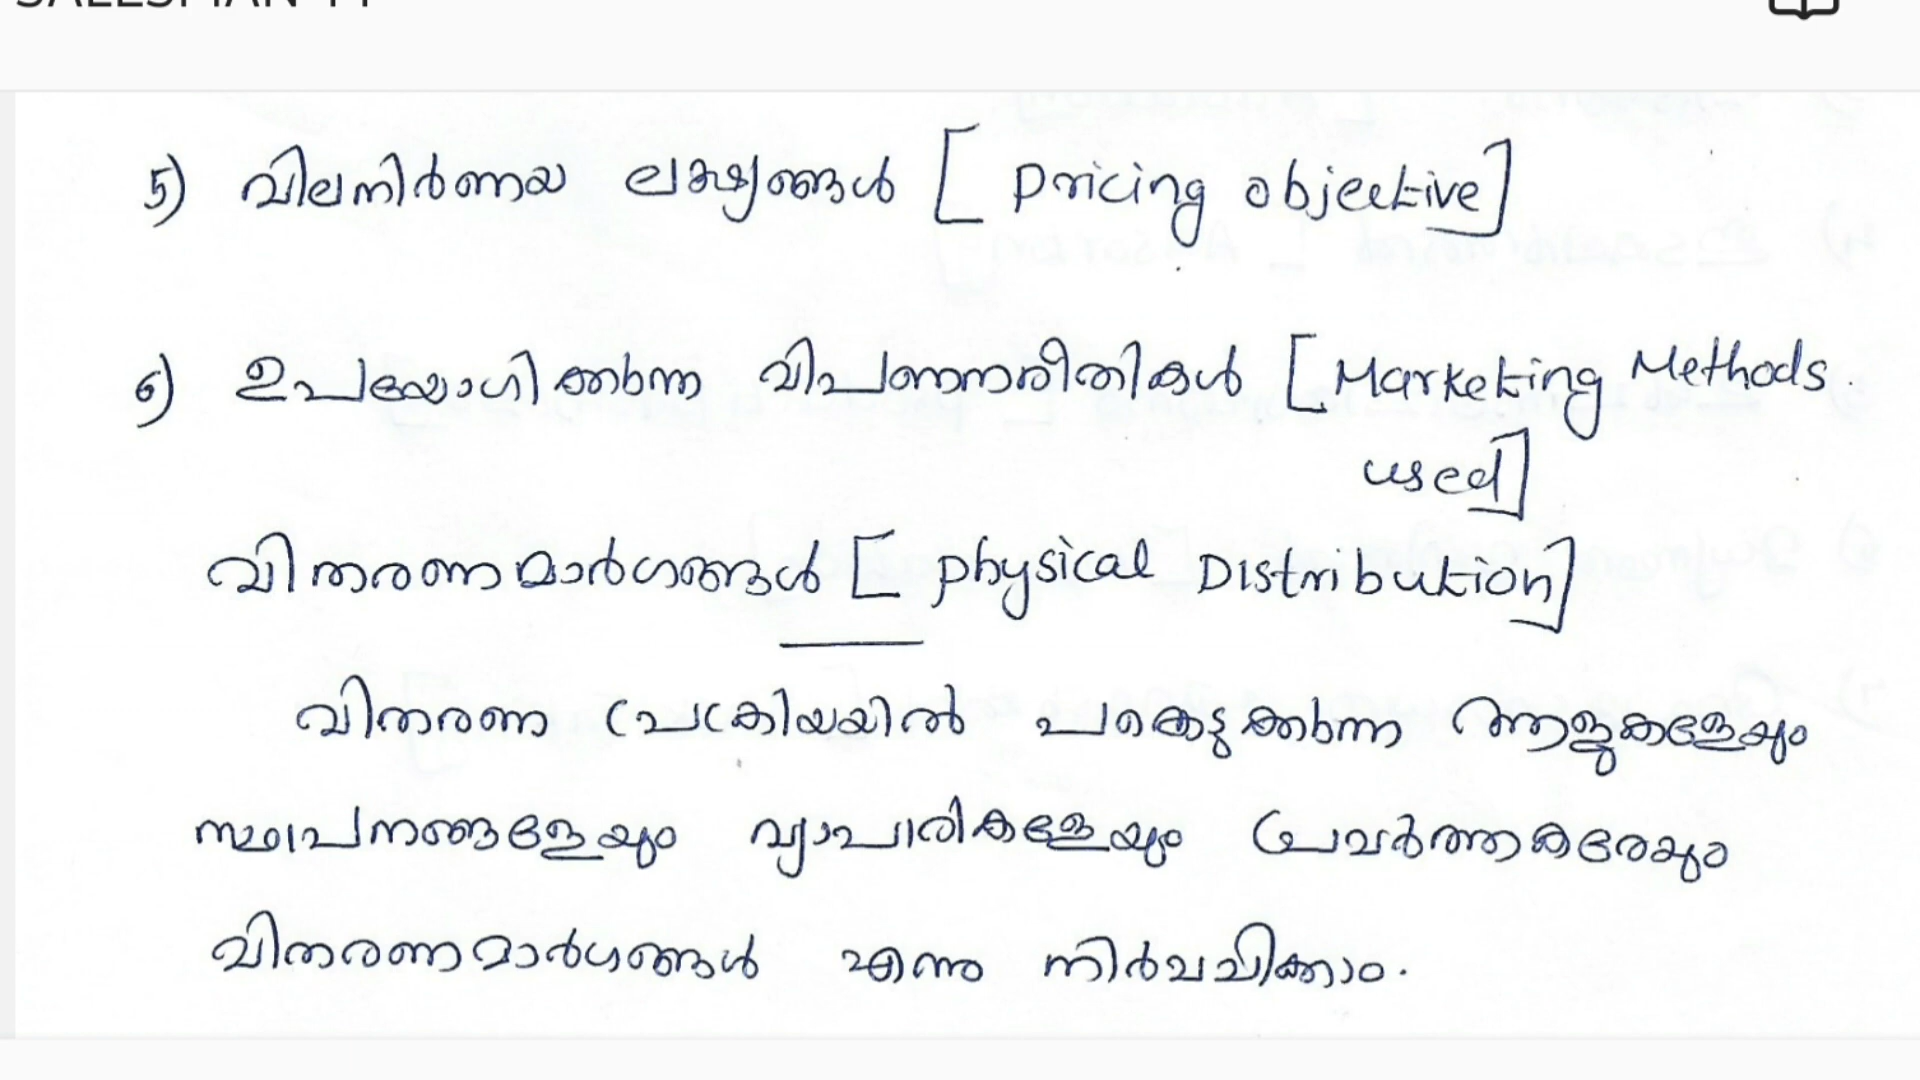 5) വിലനിർണയ ലക്ഷ്യങ്ങൾ [ Pricing objective]
6) ഉപയോഗിക്കുന്ന വിപണനരീതികൾ [Marketing Methods
used]
വിതരണമാർഗങ്ങൾ [ physical Distribution]
വിതരണ പ്രക്രിയയിൽ പങ്കെടുക്കുന്ന ആളുകളേയും
സ്ഥാപനങ്ങളേയും വ്യാപാരികളേയും പ്രവർത്തകരേയും
വിതരണമാർഗങ്ങൾ എന്നു നിർവചിക്കാം.